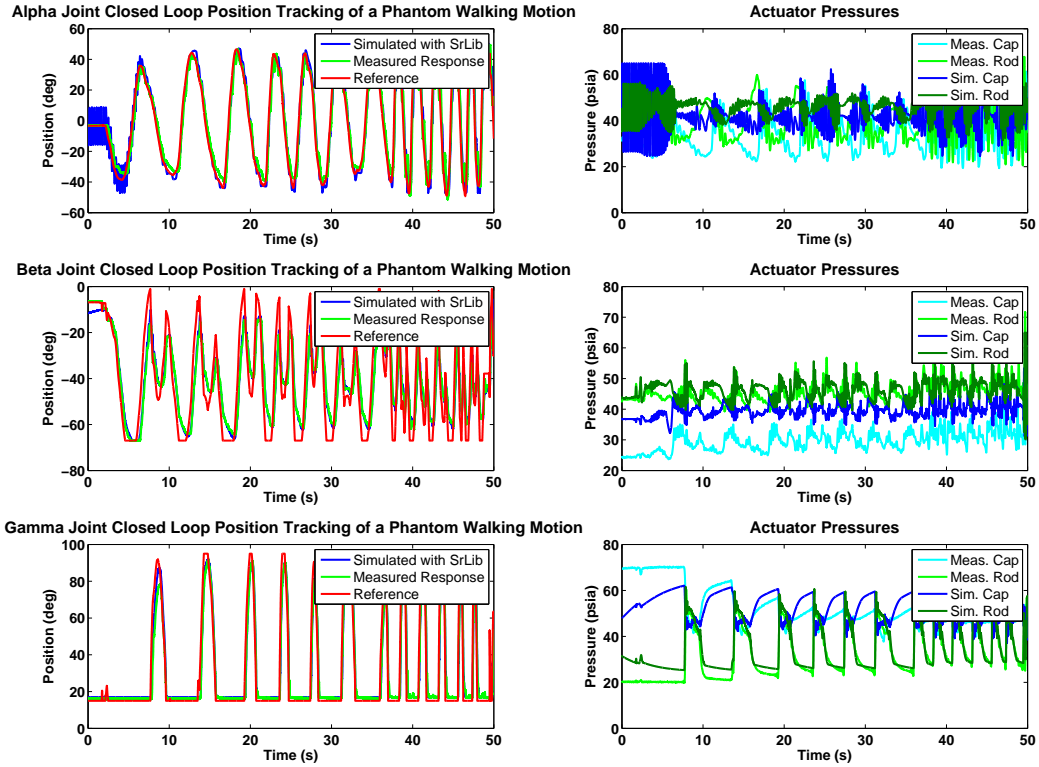 Alpha Joint Closed Loop Position Tracking of a Phantom Walking Motion
Position (deg)
60
40
20
0
−20
−40
−60
0 10 20 30 40 50
Time (s)
Simulated with SrLib
Measured Response
Reference
Actuator Pressures
Pressure (psia)
80
60
40
20
0
0 10 20 30 40 50
Time (s)
Meas. Cap
Meas. Rod
Sim. Cap
Sim. Rod
Beta Joint Closed Loop Position Tracking of a Phantom Walking Motion
Position (deg)
0
−20
−40
−60
−80
0 10 20 30 40 50
Time (s)
Simulated with SrLib
Measured Response
Reference
Actuator Pressures
Pressure (psia)
80
70
60
50
40
30
20
0 10 20 30 40 50
Time (s)
Meas. Cap
Meas. Rod
Sim. Cap
Sim. Rod
Gamma Joint Closed Loop Position Tracking of a Phantom Walking Motion
Position (deg)
100
80
60
40
20
0
0 10 20 30 40 50
Time (s)
Simulated with SrLib
Measured Response
Reference
Actuator Pressures
Pressure (psia)
80
60
40
20
0
0 10 20 30 40 50
Time (s)
Meas. Cap
Meas. Rod
Sim. Cap
Sim. Rod